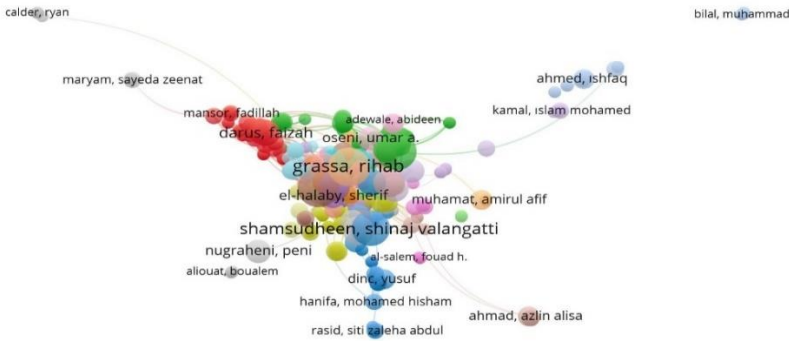 calder, ryan
bilal, muhammad
maryam, sayeda zeenat
ahmed, ishfaq
mansor, fadillah
kamal, islam mohamed
adewale, abideen
darus, faizah
oseni, umar a.
grassa, rihab
el-halaby, sherif
muhamat, amirul afif
shamsudheen, shinaj valangatti
nugraheni, peni
al-salem, fouad h.
aliouat, boualem
dinc, yusuf
hanifa, mohamed hisham
ahmad, azlin alisa
rasid, siti zaleha abdul